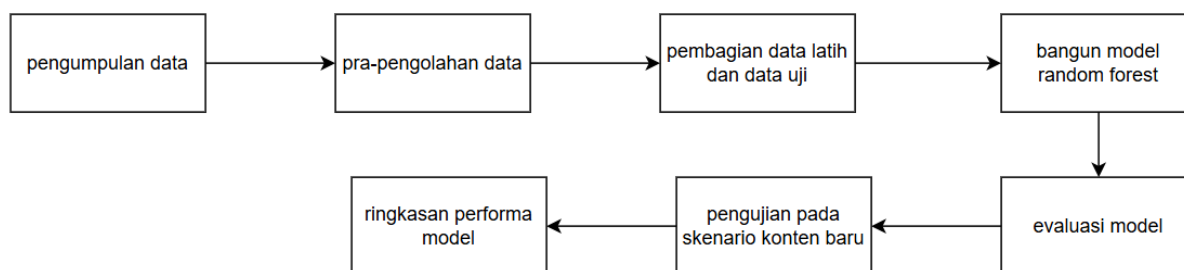 pengumpulan data
pra-pengolahan data
pembagian data latih
dan data uji
bangun model
random forest
evaluasi model
pengujian pada
skenario konten baru
ringkasan performa
model